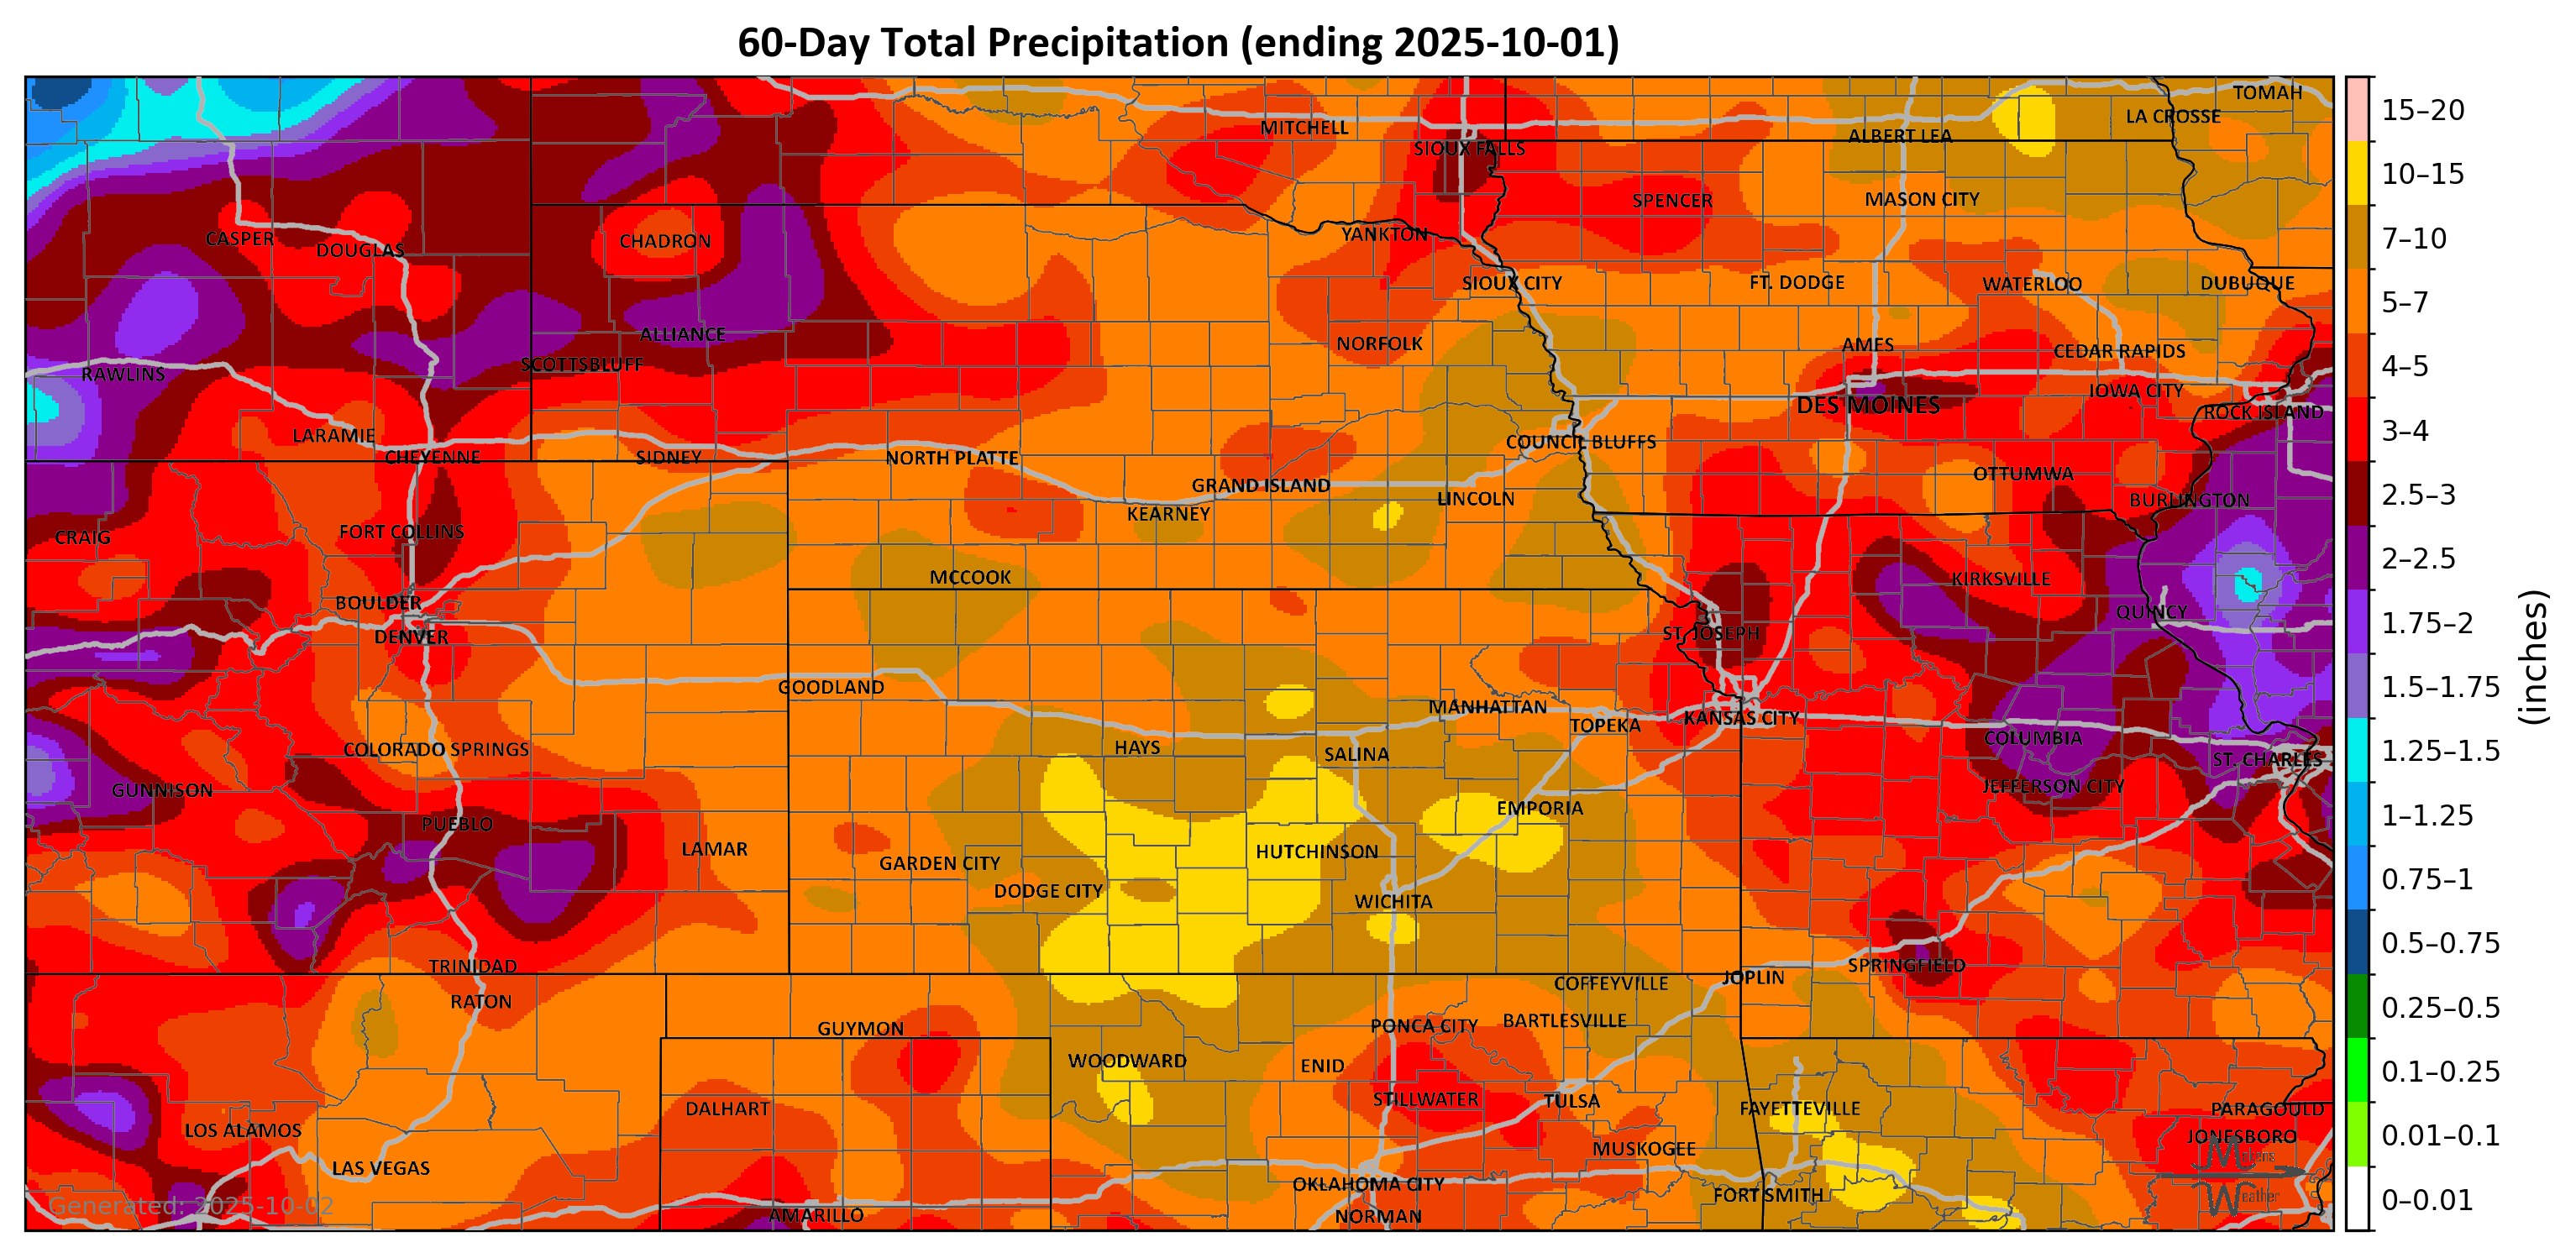 60-Day Total Precipitation (ending 2025-10-01)
TOMAH
LA CROSSE
MITCHELL
ALBERT LEA
SIOUX FALLS
SPENCER
MASON CITY
YANKTON
CASPER
CHADRON
DOUGLAS
SIOUX CITY
FT. DODGE
WATERLOO
DUBUQUE
ALLIANCE
NORFOLK
AMES
CEDAR RAPIDS
SCOTTSBLUFF
RAWLINS
IOWA CITY
DES MOINES
ROCK ISLAND
LARAMIE
COUNCIL BLUFFS
CHEYENNE
SIDNEY
NORTH PLATTE
OTTUMWA
GRAND ISLAND
LINCOLN
BURLINGTON
KEARNEY
FORT COLLINS
CRAIG
MCCOOK
KIRKSVILLE
BOULDER
QUINCY
DENVER
ST. JOSEPH
GOODLAND
MANHATTAN
KANSAS CITY
TOPEKA
COLUMBIA
COLORADO SPRINGS
HAYS
SALINA
ST. CHARLES
GUNNISON
JEFFERSON CITY
EMPORIA
PUEBLO
LAMAR
HUTCHINSON
GARDEN CITY
DODGE CITY
WICHITA
TRINIDAD
SPRINGFIELD
JOPLIN
COFFEYVILLE
RATON
GUYMON
PONCA CITY
BARTLESVILLE
WOODWARD
ENID
DALHART
STILLWATER
TULSA
FAYETTEVILLE
PARAGOULD
LOS ALAMOS
JONESBORO
MUSKOGEE
LAS VEGAS
OKLAHOMA CITY
FORT SMITH
AMARILLO
NORMAN
Generated: 2025-10-02
Weather
15–20
10–15
7–10
5–7
4–5
3–4
2.5–3
2–2.5
1.75–2
1.5–1.75
1.25–1.5
1–1.25
0.75–1
0.5–0.75
0.25–0.5
0.1–0.25
0.01–0.1
0–0.01
(inches)